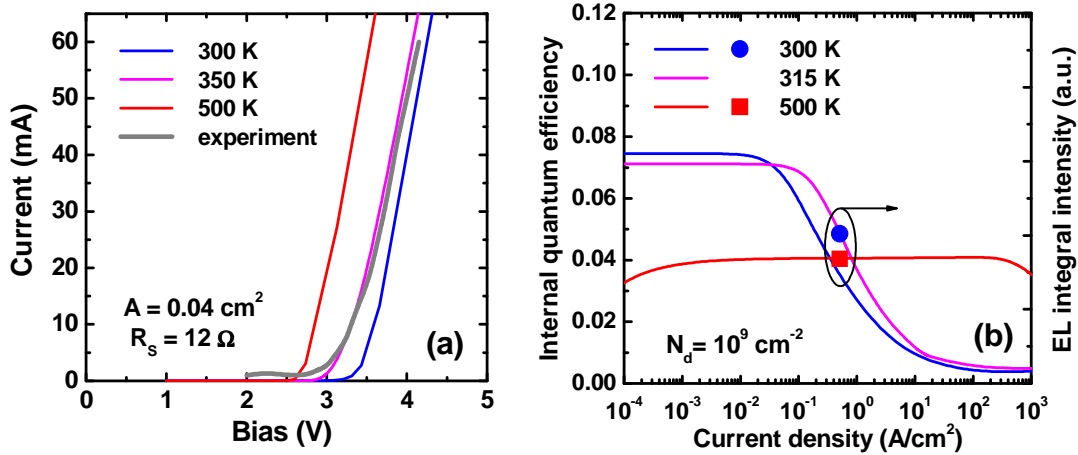 60
50
40
30
20
10
0
Current (mA)
300 K
350 K
500 K
experiment
A = 0.04 cm²
R_S = 12 Ω
(a)
0 1 2 3 4 5
Bias (V)
0.12
0.10
0.08
0.06
0.04
0.02
0.00
Internal quantum efficiency
300 K
315 K
500 K
N_d= 10⁹ cm⁻²
(b)
10⁻⁴ 10⁻³ 10⁻² 10⁻¹ 10⁰ 10¹ 10² 10³
Current density (A/cm²)
EL integral intensity (a.u.)